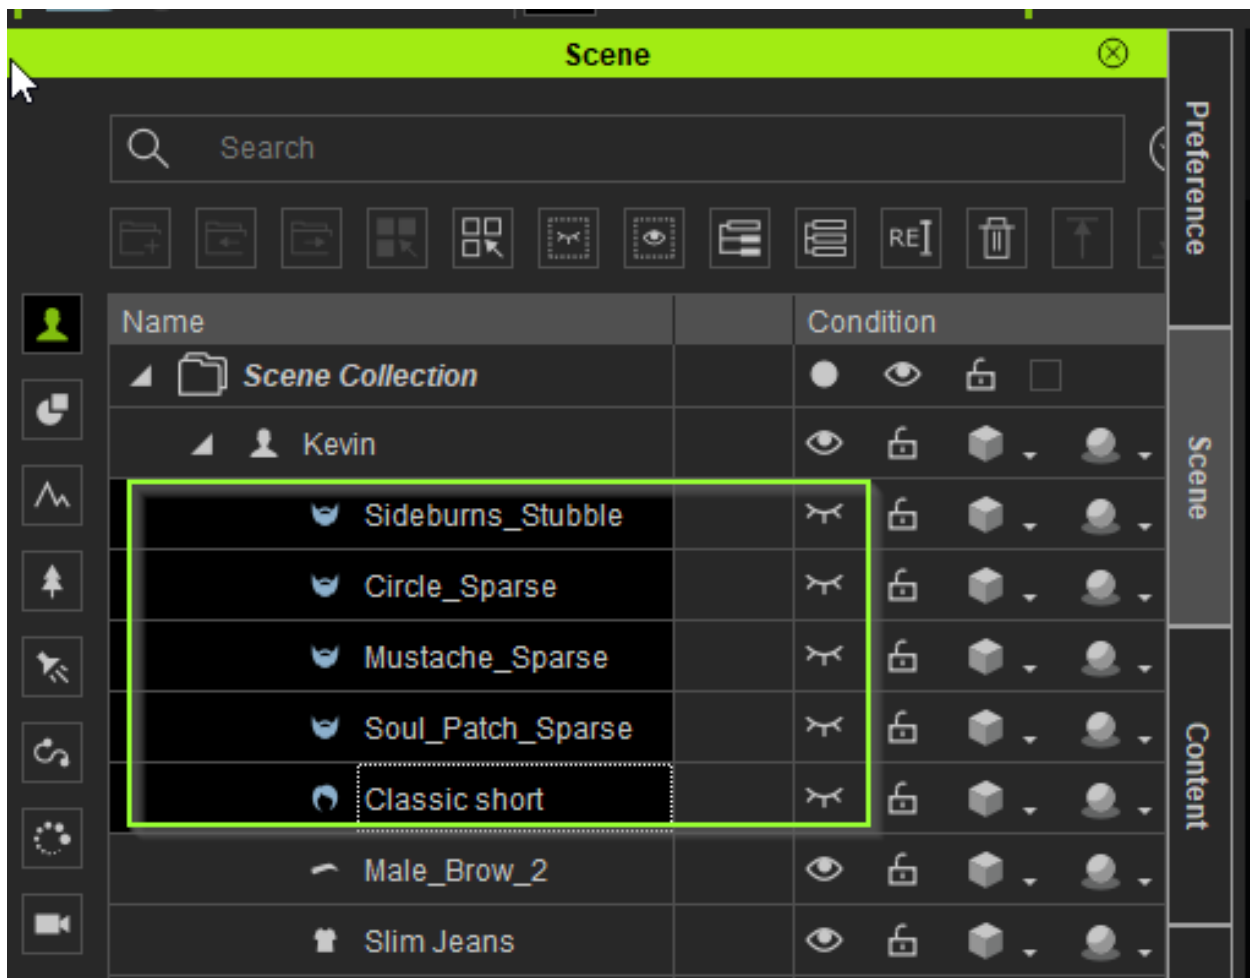 Scene
Search
RE
Name
Condition
Scene Collection
Kevin
Sideburns_Stubble
Circle_Sparse
Mustache_Sparse
Soul_Patch_Sparse
Classic short
Male_Brow_2
Slim Jeans
Preference
Scene
Content